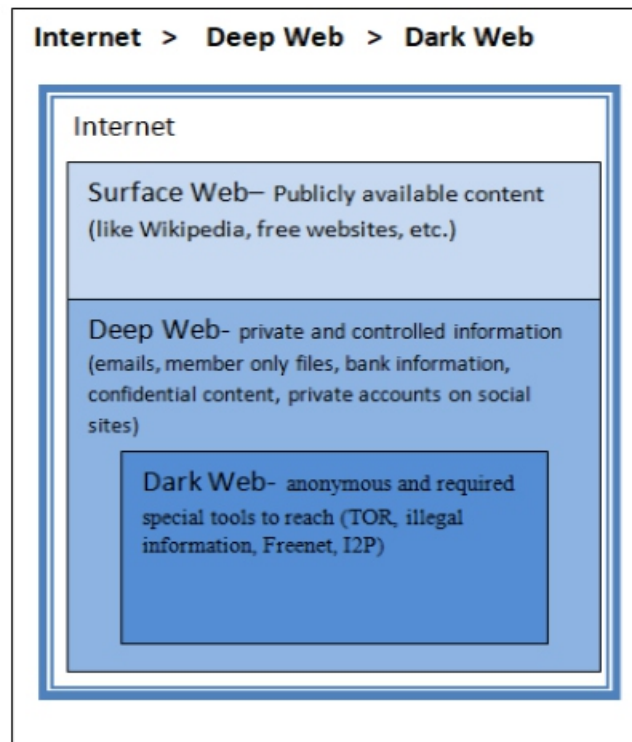 Internet > Deep Web > Dark Web
Internet
Surface Web– Publicly available content
(like Wikipedia, free websites, etc.)
Deep Web- private and controlled information
(emails, member only files, bank information,
confidential content, private accounts on social
sites)
Dark Web- anonymous and required
special tools to reach (TOR, illegal
information, Freenet, I2P)